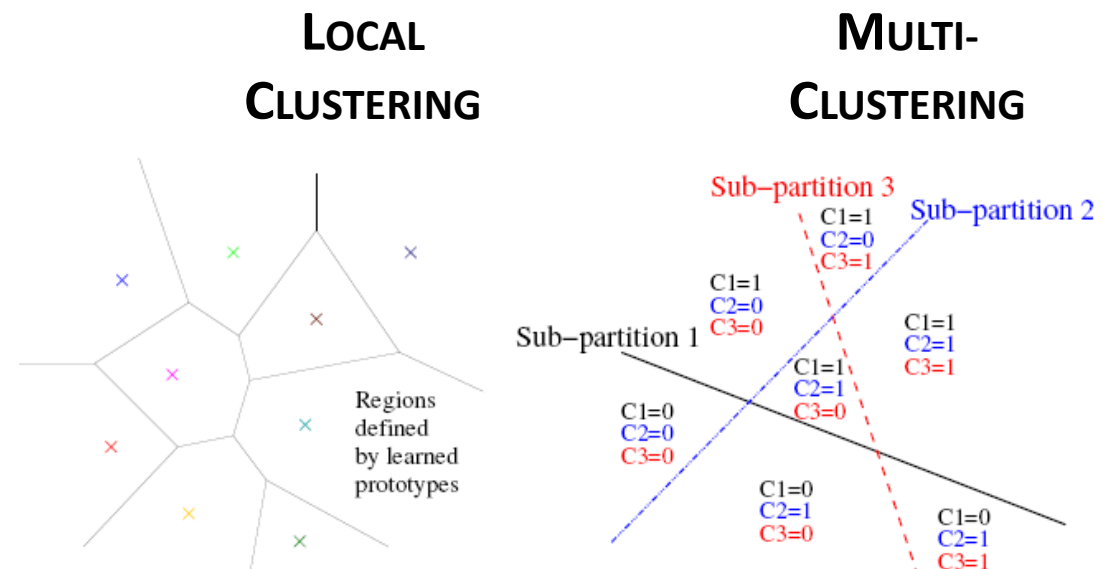 LOCAL
CLUSTERING
MULTI-
CLUSTERING
Regions
defined
by learned
prototypes
Sub−partition 3
Sub−partition 2
C1=1
C2=0
C3=1
C1=1
C2=0
C3=0
Sub−partition 1
C1=1
C2=1
C3=1
C1=1
C2=1
C3=0
C1=0
C2=0
C3=0
C1=0
C2=1
C3=0
C1=0
C2=1
C3=1